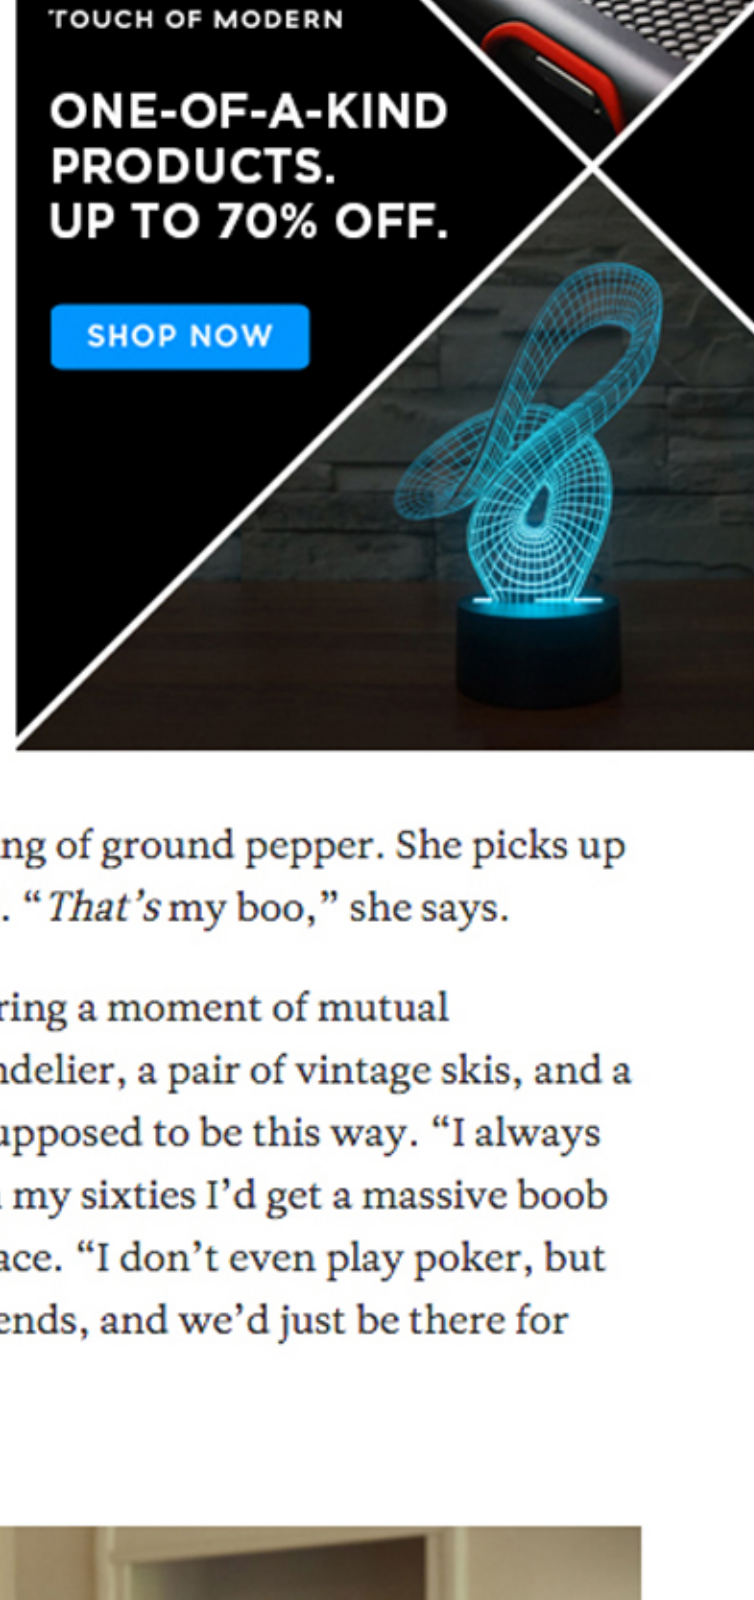 TOUCH OF MODERN
ONE-OF-A-KIND
PRODUCTS.
UP TO 70% OFF.
SHOP NOW
ng of ground pepper. She picks up
. “That’s my boo,” she says.
ring a moment of mutual
ndelier, a pair of vintage skis, and a
upposed to be this way. “I always
my sixties I’d get a massive boob
ace. “I don’t even play poker, but
ends, and we’d just be there for